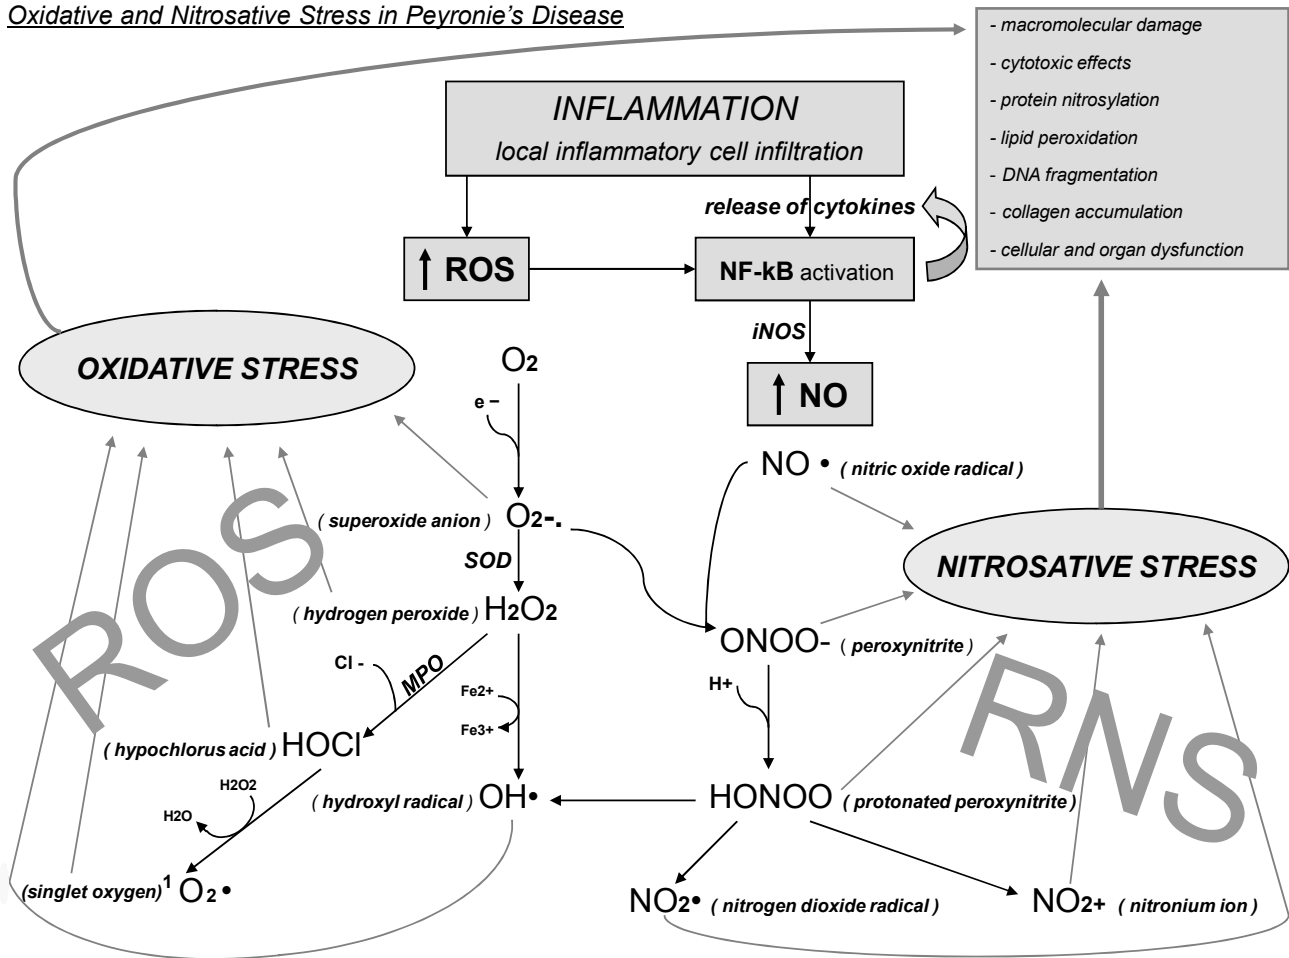 Oxidative and Nitrosative Stress in Peyronie's Disease
- macromolecular damage
- cytotoxic effects
- protein nitrosylation
- lipid peroxidation
- DNA fragmentation
- collagen accumulation
- cellular and organ dysfunction
INFLAMMATION
local inflammatory cell infiltration
release of cytokines
↑ ROS
NF-kB activation
iNOS
↑ NO
OXIDATIVE STRESS
O2
e –
NO • ( nitric oxide radical )
( superoxide anion ) O2-.
SOD
NITROSATIVE STRESS
ROS
( hydrogen peroxide ) H2O2
ONOO- ( peroxynitrite )
Cl -
MPO
Fe2+
Fe3+
H+
RNS
( hypochlorus acid ) HOCl
H2O2
H2O
( hydroxyl radical ) OH•
HONOO ( protonated peroxynitrite )
(singlet oxygen) 1 O2 •
NO2• ( nitrogen dioxide radical )
NO2+ ( nitronium ion )